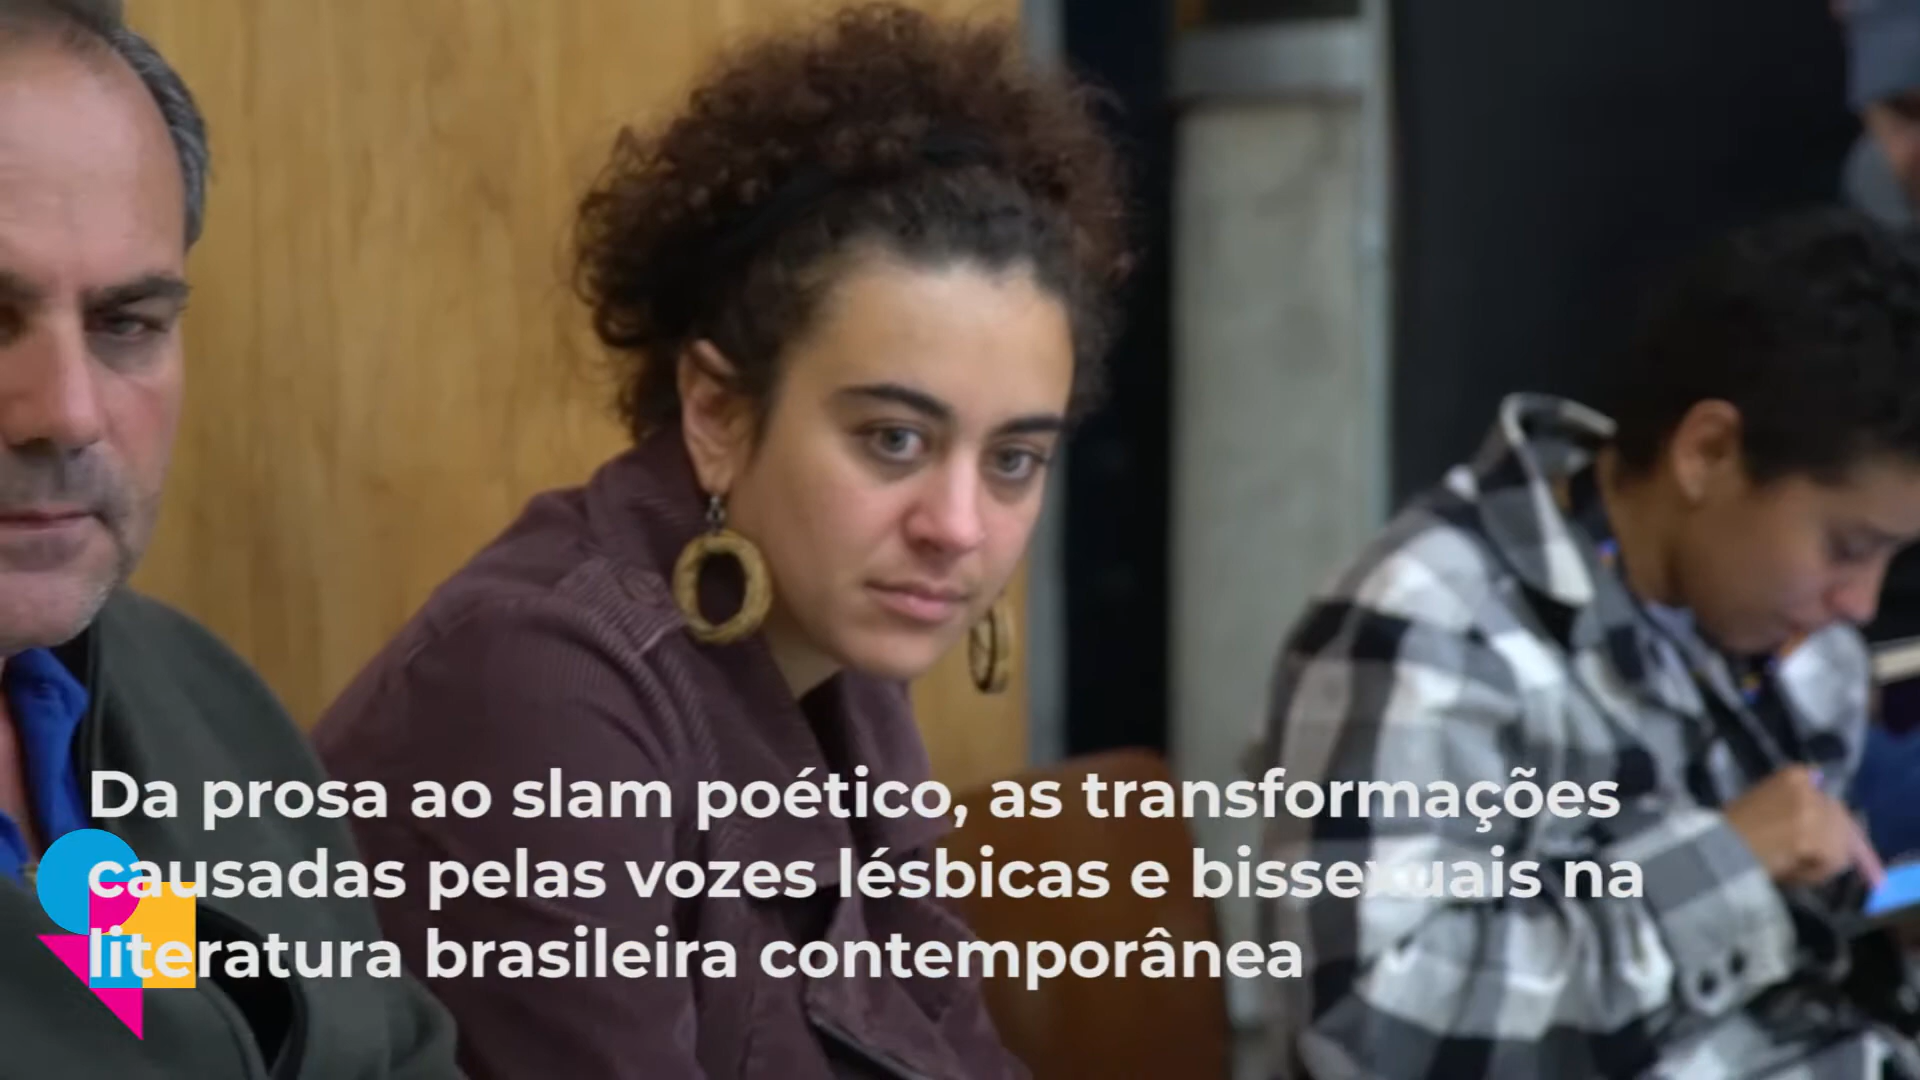 Da prosa ao slam poético, as transformações
causadas pelas vozes lésbicas e bissexuais na
literatura brasileira contemporânea